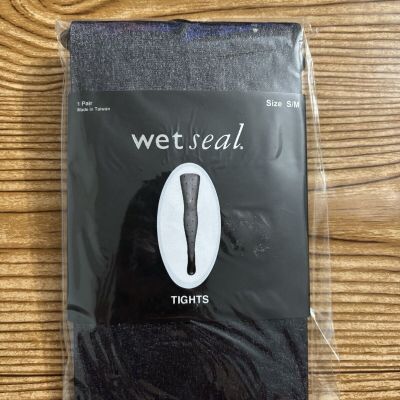 1 Pair
Made in Taiwan
Size S/M
wet seal.
TIGHTS